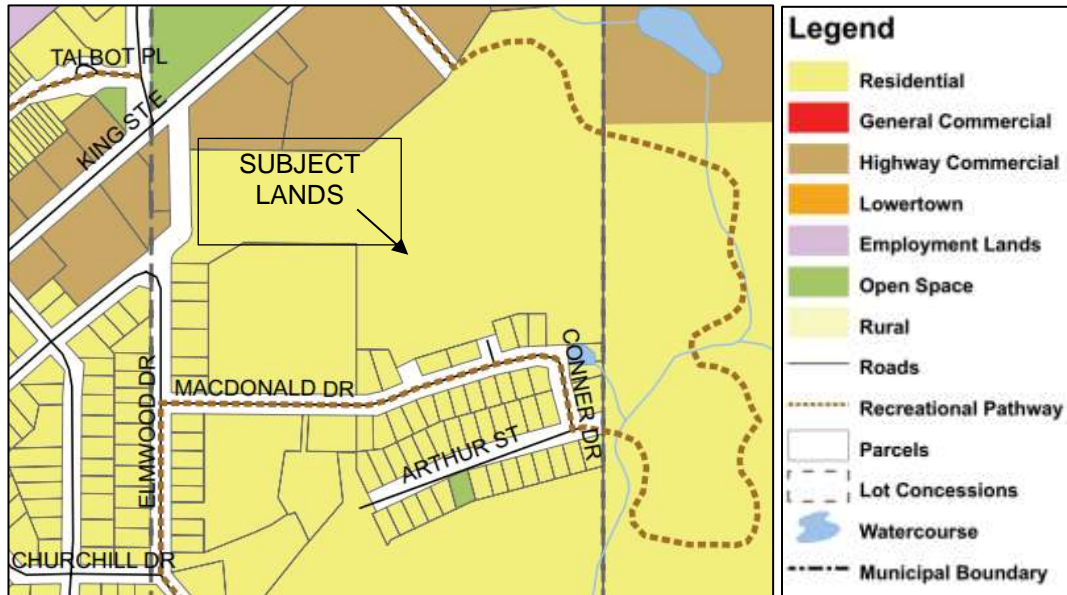 TALBOT PL
KING ST E
SUBJECT
LANDS
ELMWOOD DR
MACDONALD DR
CONNER DR
ARTHUR ST
CHURCHILL DR
Legend
Residential
General Commercial
Highway Commercial
Lowertown
Employment Lands
Open Space
Rural
Roads
Recreational Pathway
Parcels
Lot Concessions
Watercourse
Municipal Boundary